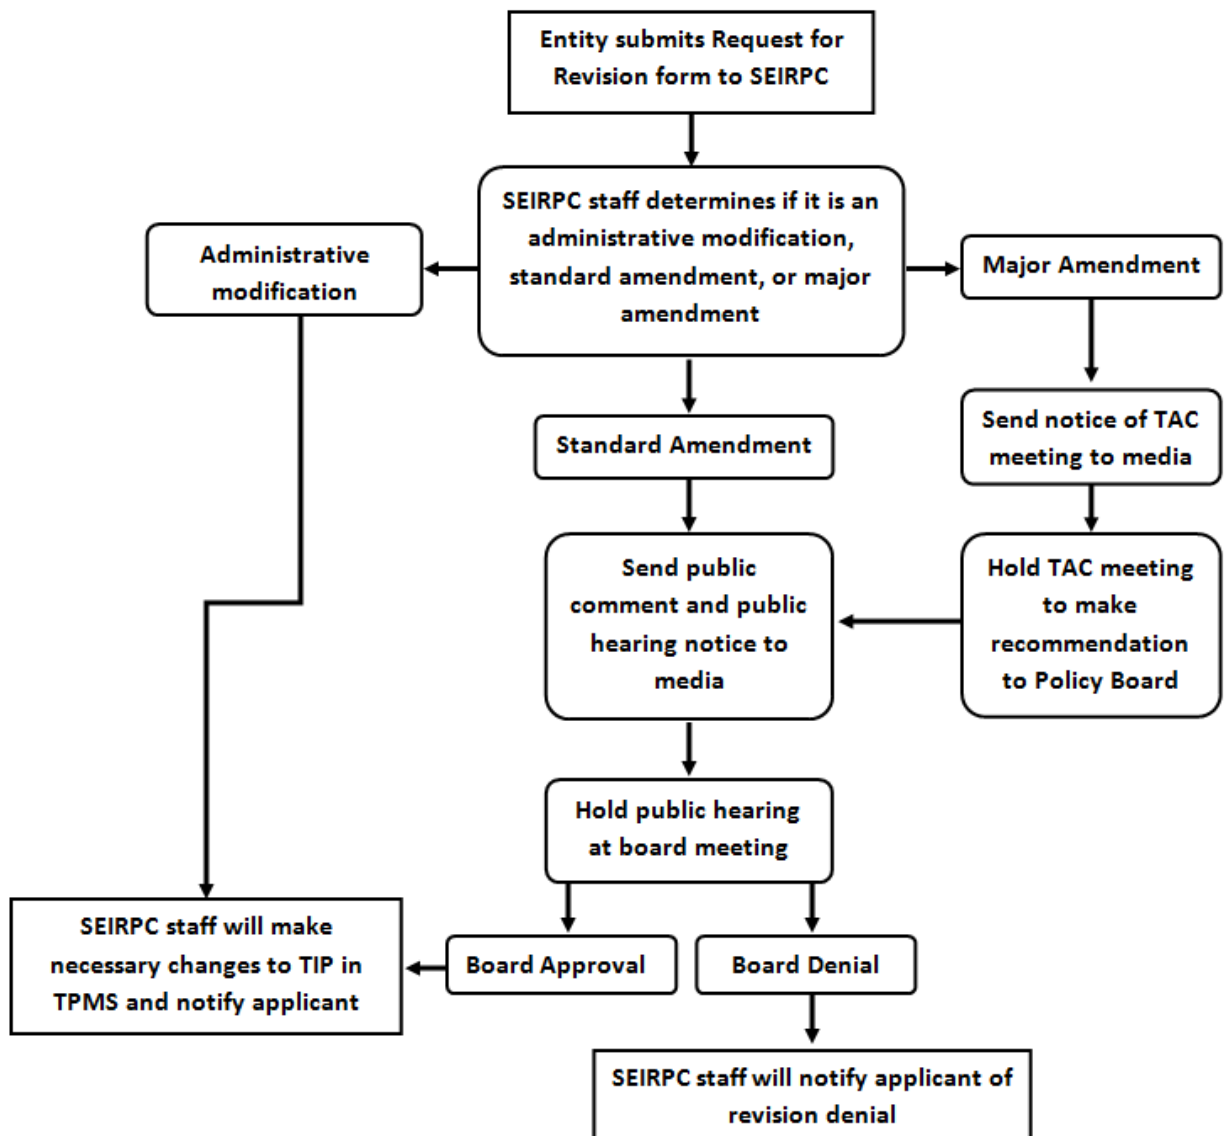 Entity submits Request for
Revision form to SEIRPC
SEIRPC staff determines if it is an
administrative modification,
standard amendment, or major
amendment
Administrative
modification
Major Amendment
Standard Amendment
Send notice of TAC
meeting to media
Send public
comment and public
hearing notice to
media
Hold TAC meeting
to make
recommendation
to Policy Board
Hold public hearing
at board meeting
SEIRPC staff will make
necessary changes to TIP in
TPMS and notify applicant
Board Approval
Board Denial
SEIRPC staff will notify applicant of
revision denial